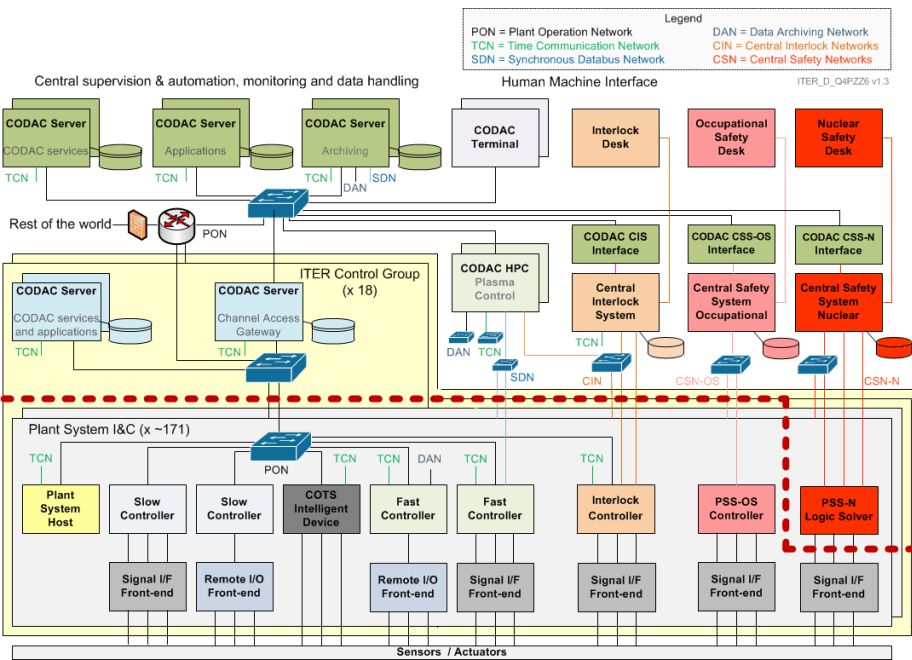 Legend
PON = Plant Operation Network
DAN = Data Archiving Network
TCN = Time Communication Network
CIN = Central Interlock Networks
SDN = Synchronous Databus Network
CSN = Central Safety Networks
Central supervision & automation, monitoring and data handling
Human Machine Interface
ITER_D_Q4PZZ6 v1.3
CODAC Server
CODAC services
TCN
CODAC Server
Applications
TCN
CODAC Server
Archiving
TCN
DAN
SDN
CODAC
Terminal
Interlock
Desk
Occupational
Safety
Desk
Nuclear
Safety
Desk
Rest of the world
PON
CODAC CIS
Interface
CODAC CSS-OS
Interface
CODAC CSS-N
Interface
ITER Control Group
(x 18)
CODAC HPC
Plasma
Control
DAN
TCN
SDN
Central
Interlock
System
TCN
CIN
Central Safety
System
Occupational
CSN-OS
Central Safety
System
Nuclear
CSN-N
CODAC Server
CODAC services
and applications
TCN
CODAC Server
Channel Access
Gateway
TCN
Plant System I&C (x ~171)
PON
TCN
TCN
TCN
DAN
TCN
TCN
Plant
System
Host
Slow
Controller
Slow
Controller
COTS
Intelligent
Device
Fast
Controller
Fast
Controller
Interlock
Controller
PSS-OS
Controller
PSS-N
Logic Solver
Signal I/F
Front-end
Remote I/O
Front-end
Remote I/O
Front-end
Signal I/F
Front-end
Signal I/F
Front-end
Signal I/F
Front-end
Signal I/F
Front-end
Sensors / Actuators